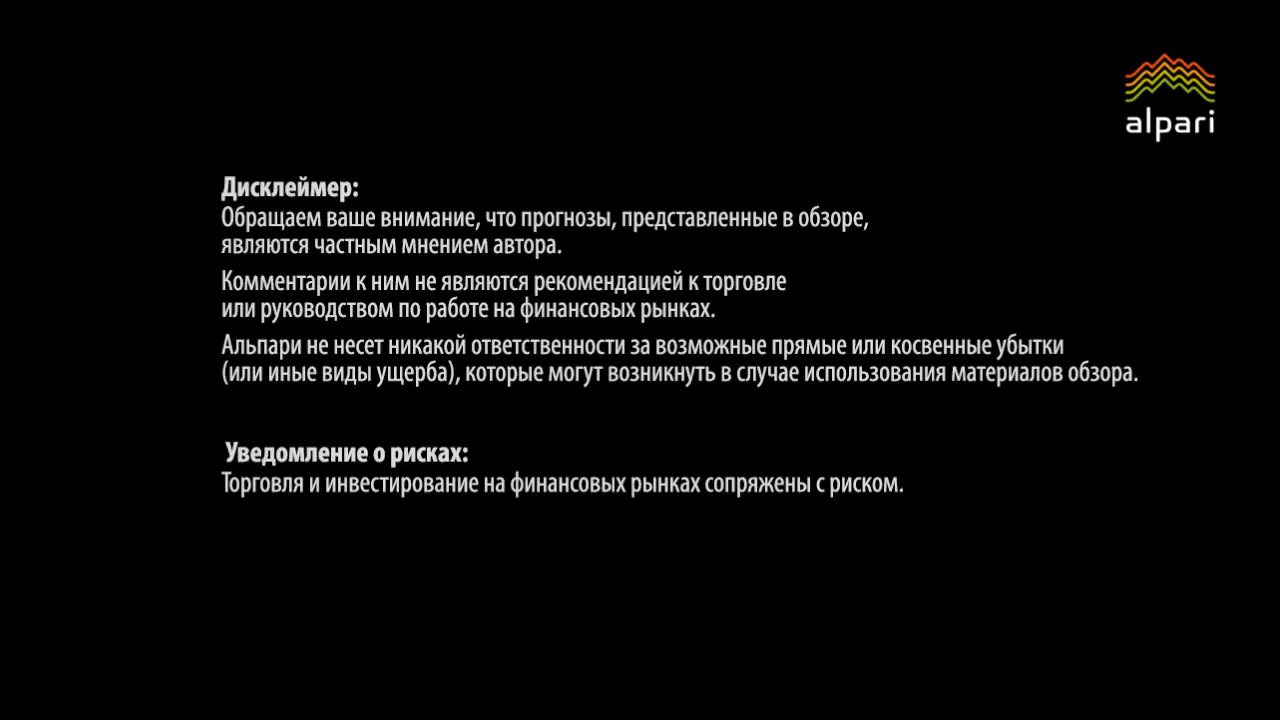 alpari
Дисклеймер:
Обращаем ваше внимание, что прогнозы, представленные в обзоре,
являются частным мнением автора.
Комментарии к ним не являются рекомендацией к торговле
или руководством по работе на финансовых рынках.
Альпари не несет никакой ответственности за возможные прямые или косвенные убытки
(или иные виды ущерба), которые могут возникнуть в случае использования материалов обзора.
Уведомление о рисках:
Торговля и инвестирование на финансовых рынках сопряжены с риском.